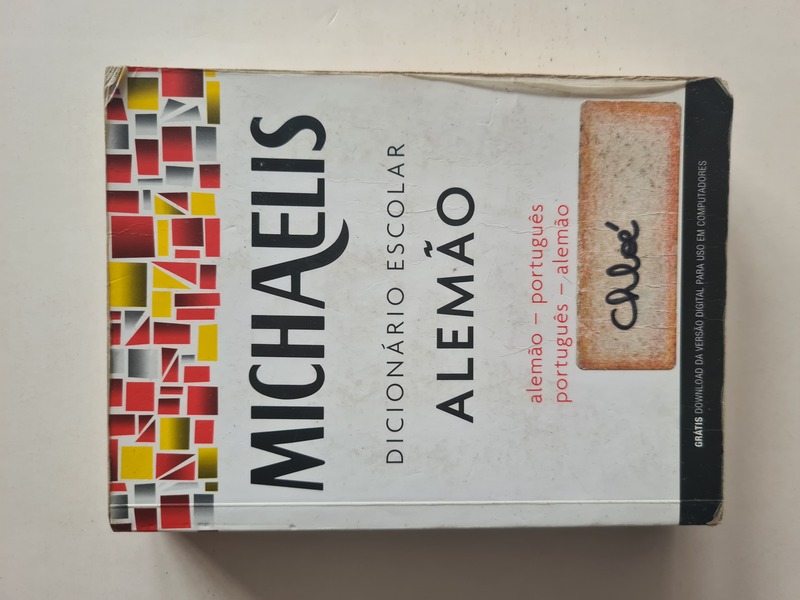 MICHAELIS
DICIONÁRIO ESCOLAR
ALEMÃO
alemão – português
português – alemão
Chloé
GRÁTIS DOWNLOAD DA VERSÃO DIGITAL PARA USO EM COMPUTADORES